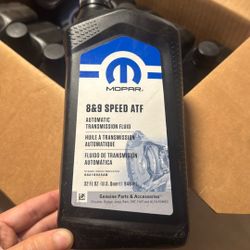 MOPAR
8&9 SPEED ATF
AUTOMATIC
TRANSMISSION FLUID
HUILE À TRANSMISSION
AUTOMATIQUE
FLUIDO DE TRANSMISIÓN
AUTOMÁTICA
Genuine Parts & Accessories